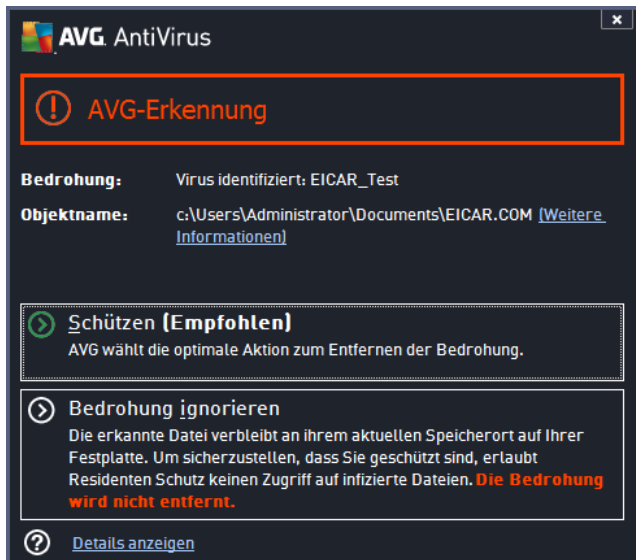 AVG. AntiVirus
AVG-Erkennung
Bedrohung: Virus identifiziert: EICAR_Test
Objektname: c:\Users\Administrator\Documents\EICAR.COM (Weitere
Informationen)
Schützen (Empfohlen)
AVG wählt die optimale Aktion zum Entfernen der Bedrohung.
Bedrohung ignorieren
Die erkannte Datei verbleibt an ihrem aktuellen Speicherort auf Ihrer
Festplatte. Um sicherzustellen, dass Sie geschützt sind, erlaubt
Residenten Schutz keinen Zugriff auf infizierte Dateien. Die Bedrohung
wird nicht entfernt.
Details anzeigen